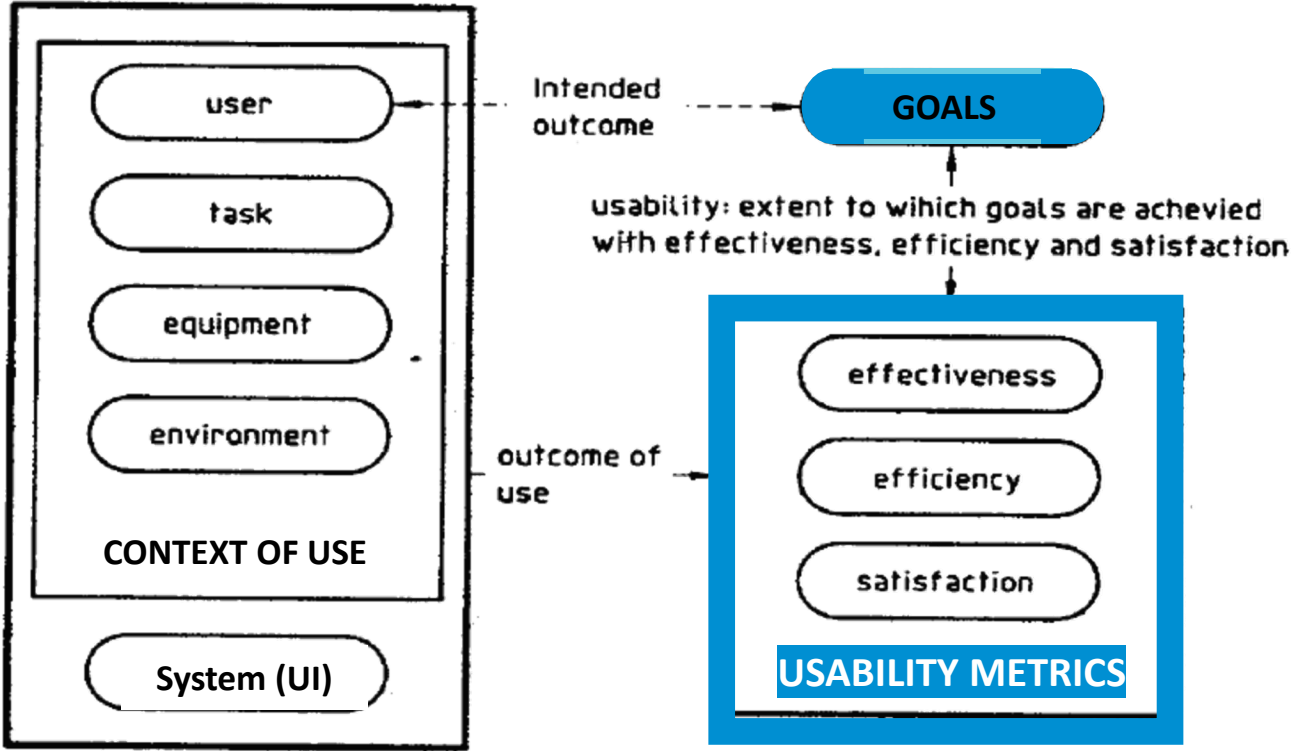 user
task
equipment
environment
CONTEXT OF USE
System (UI)
Intended
outcome
GOALS
usability: extent to wihich goals are achevied
with effectiveness, efficiency and satisfaction
outcome of
use
effectiveness
efficiency
satisfaction
USABILITY METRICS